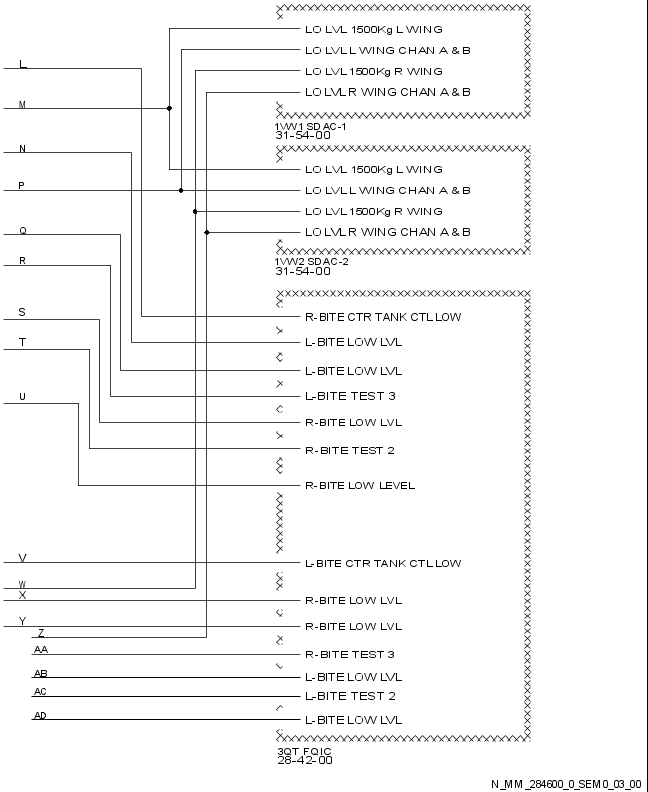 LO LVL 1500Kg L WING
LO LVL L WING CHAN A & B
L
LO LVL 1500Kg R WING
LO LVL R WING CHAN A & B
M
1VW1 SDAC-1
31-54-00
N
LO LVL 1500Kg L WING
P
LO LVL L WING CHAN A & B
LO LVL 1500Kg R WING
Q
LO LVL R WING CHAN A & B
R
1VW2 SDAC-2
31-54-00
S
R-BITE CTR TANK CTL LOW
T
L-BITE LOW LVL
L-BITE LOW LVL
U
L-BITE TEST 3
R-BITE LOW LVL
R-BITE TEST 2
R-BITE LOW LEVEL
V
L-BITE CTR TANK CTL LOW
W
X
R-BITE LOW LVL
Y
R-BITE LOW LVL
Z
AA
R-BITE TEST 3
AB
L-BITE LOW LVL
AC
L-BITE TEST 2
AD
L-BITE LOW LVL
3QT FQIC
28-42-00
N_MM_284600_0_SEM0_03_00